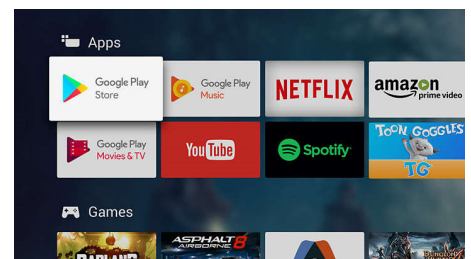 Apps
Google Play
Store
Google Play
Music
NETFLIX
amazon
prime video
Google Play
Movies & TV
YouTube
Spotify
TOON GOGGLES
TG
Games
BADLAND
ASPHALT 8
AIRBORNE